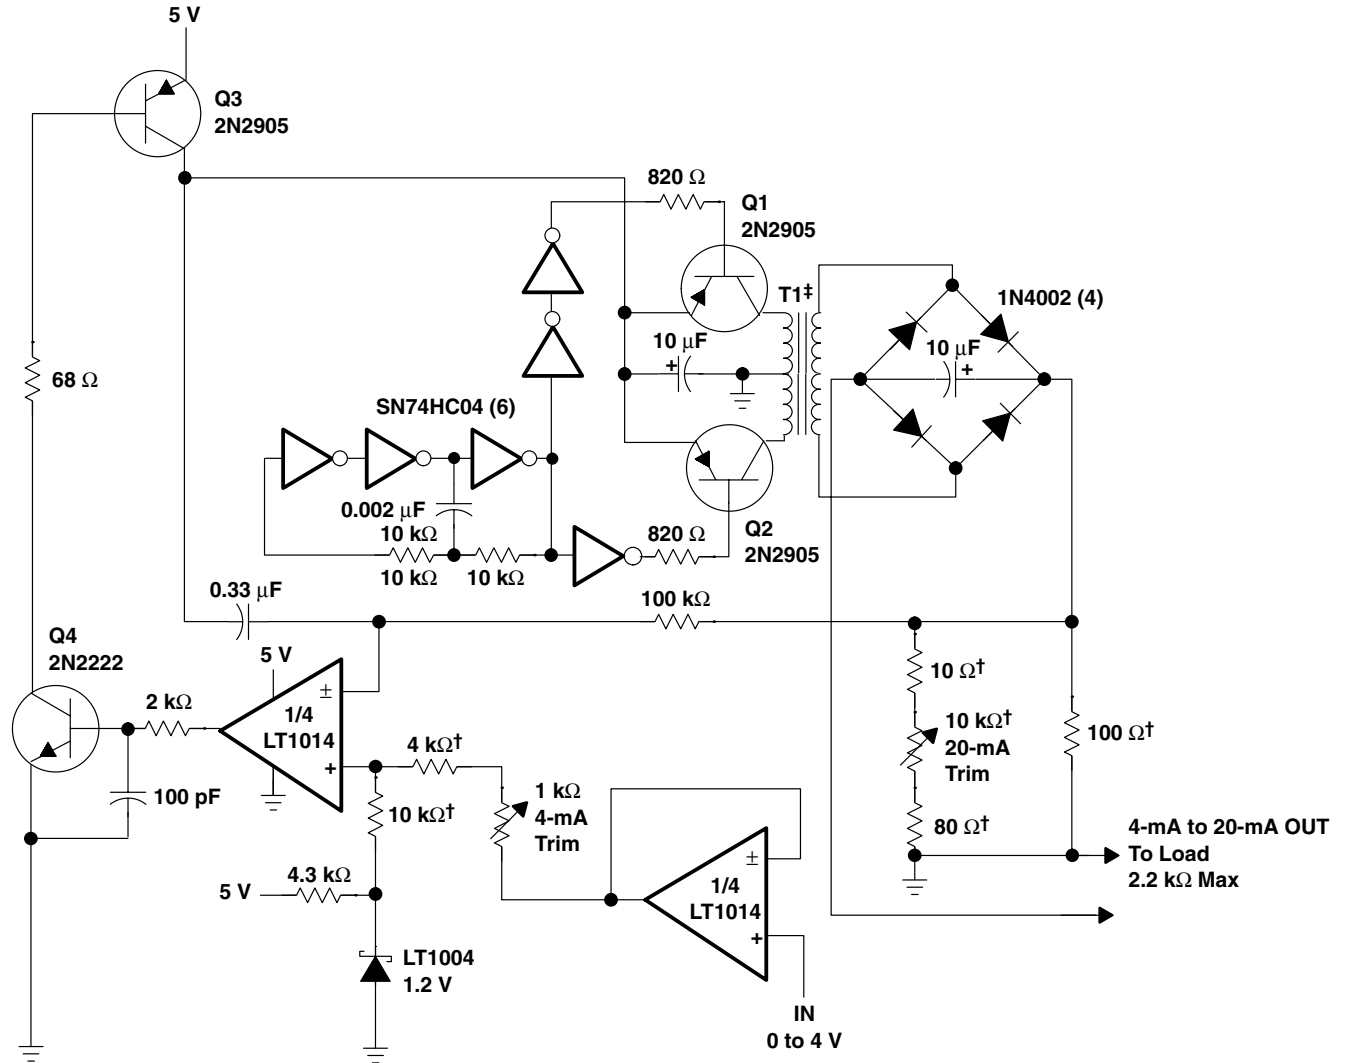 5 V
Q3
2N2905
820 Ω
Q1
2N2905
T1‡
1N4002 (4)
10 μF
+
10 μF
+
68 Ω
SN74HC04 (6)
0.002 μF
10 kΩ
10 kΩ
10 kΩ
820 Ω
Q2
2N2905
0.33 μF
100 kΩ
Q4
2N2222
5 V
2 kΩ
±
1/4
LT1014
+
4 kΩ†
10 Ω†
10 kΩ†
20-mA
Trim
100 Ω†
100 pF
10 kΩ†
1 kΩ
4-mA
Trim
80 Ω†
4-mA to 20-mA OUT
To Load
2.2 kΩ Max
5 V
4.3 kΩ
±
1/4
LT1014
+
LT1004
1.2 V
IN
0 to 4 V